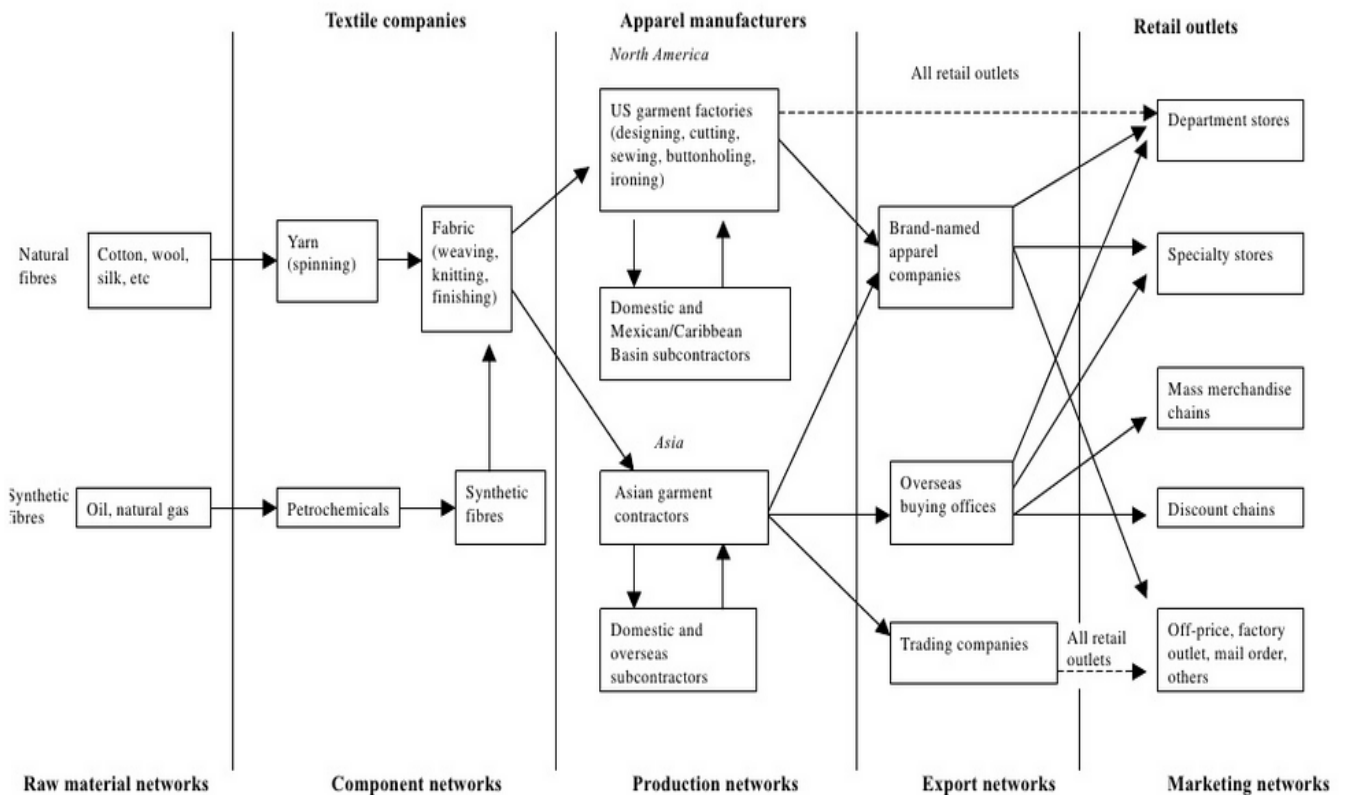 Textile companies
Apparel manufacturers
Retail outlets
North America
All retail outlets
US garment factories
(designing, cutting,
sewing, buttonholing,
ironing)
Department stores
Natural
fibres
Cotton, wool,
silk, etc
Yarn
(spinning)
Fabric
(weaving,
knitting,
finishing)
Brand-named
apparel
companies
Specialty stores
Domestic and
Mexican/Caribbean
Basin subcontractors
Mass merchandise
chains
Asia
Synthetic
fibres
Oil, natural gas
Petrochemicals
Synthetic
fibres
Asian garment
contractors
Overseas
buying offices
Discount chains
Domestic and
overseas
subcontractors
Trading companies
All retail
outlets
Off-price, factory
outlet, mail order,
others
Raw material networks
Component networks
Production networks
Export networks
Marketing networks